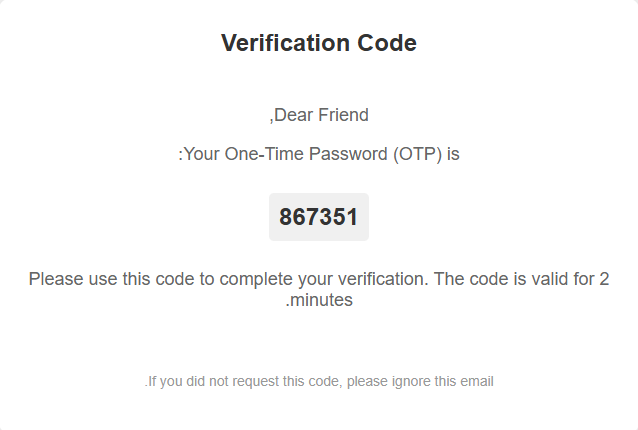 Verification Code
,Dear Friend
:Your One-Time Password (OTP) is
867351
Please use this code to complete your verification. The code is valid for 2
.minutes
.If you did not request this code, please ignore this email